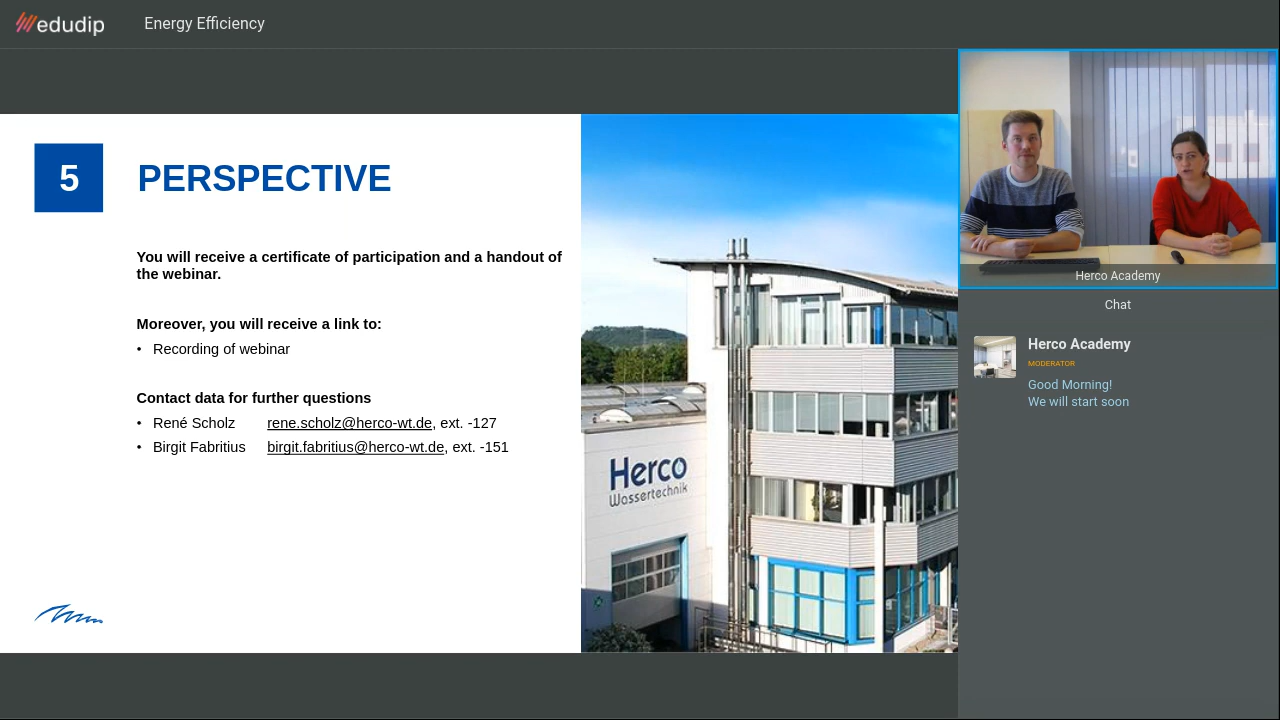 edudip
Energy Efficiency
5
PERSPECTIVE
You will receive a certificate of participation and a handout of
the webinar.
Moreover, you will receive a link to:
• Recording of webinar
Contact data for further questions
• René Scholz rene.scholz@herco-wt.de, ext. -127
• Birgit Fabritius birgit.fabritius@herco-wt.de, ext. -151
Herco
Wassertechnik
Herco Academy
Chat
Herco Academy
MODERATOR
Good Morning!
We will start soon